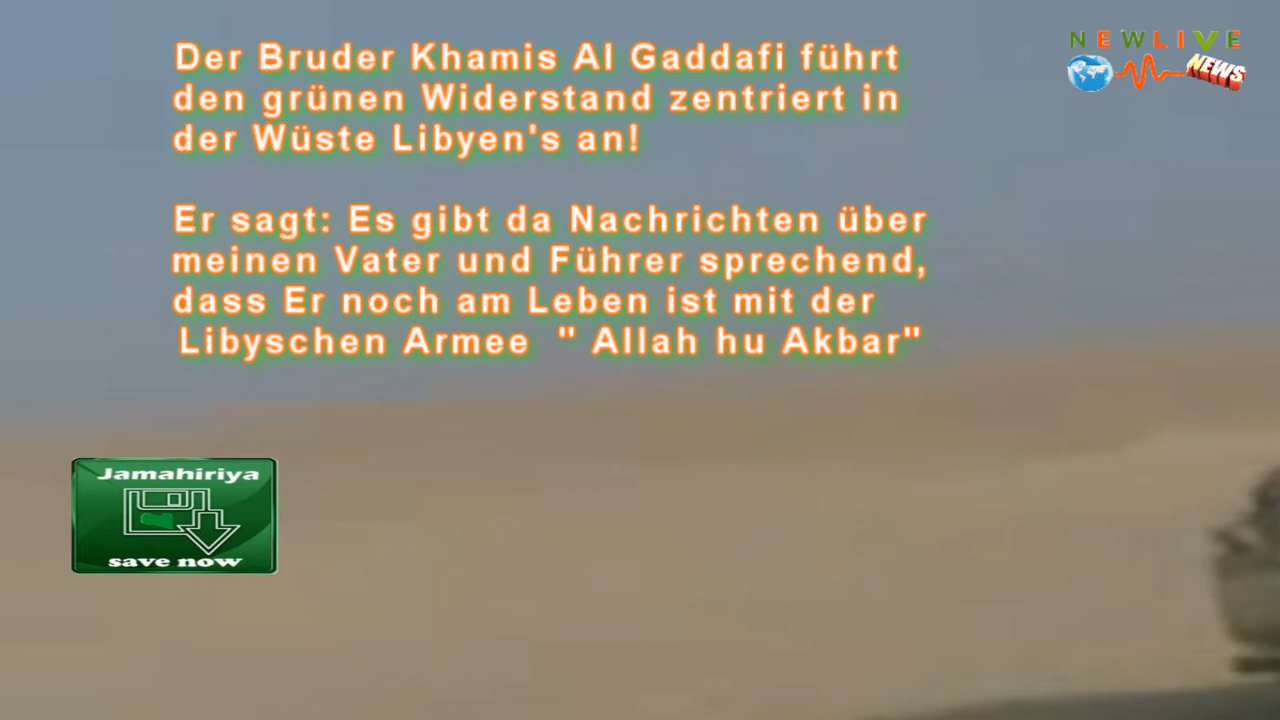 Der Bruder Khamis Al Gaddafi führt
den grünen Widerstand zentriert in
der Wüste Libyen's an!
Er sagt: Es gibt da Nachrichten über
meinen Vater und Führer sprechend,
dass Er noch am Leben ist mit der
Libyschen Armee " Allah hu Akbar"
NEWLIVE
NEWS
Jamahiriya
save now